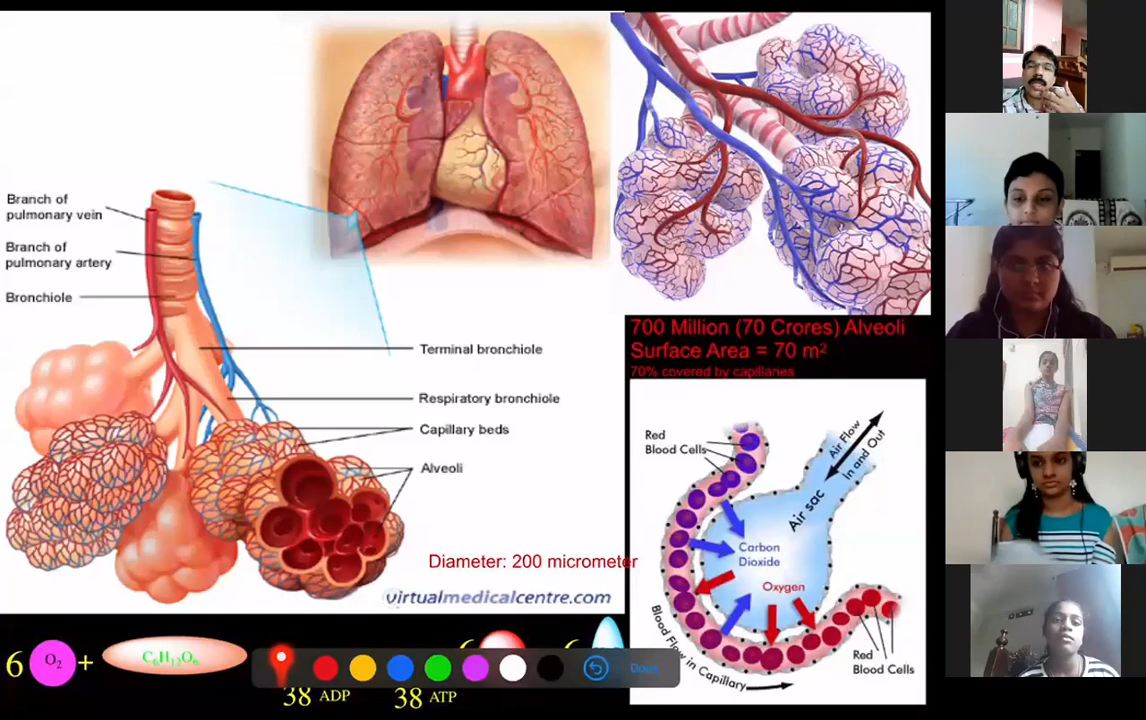 Branch of
pulmonary vein
Branch of
pulmonary artery
Bronchiole
Terminal bronchiole
Respiratory bronchiole
Capillary beds
Alveoli
Diameter: 200 micrometer
virtualmedicalcentre.com
700 Million (70 Crores) Alveoli
Surface Area = 70 m²
70% covered by capillaries
Red
Blood Cells
Air Flow
In and Out
Air sac
Carbon
Dioxide
Oxygen
Blood Flow in Capillary
Red
Blood Cells
6 O₂ + C₆H₁₂O₆
38 ADP 38 ATP
Done